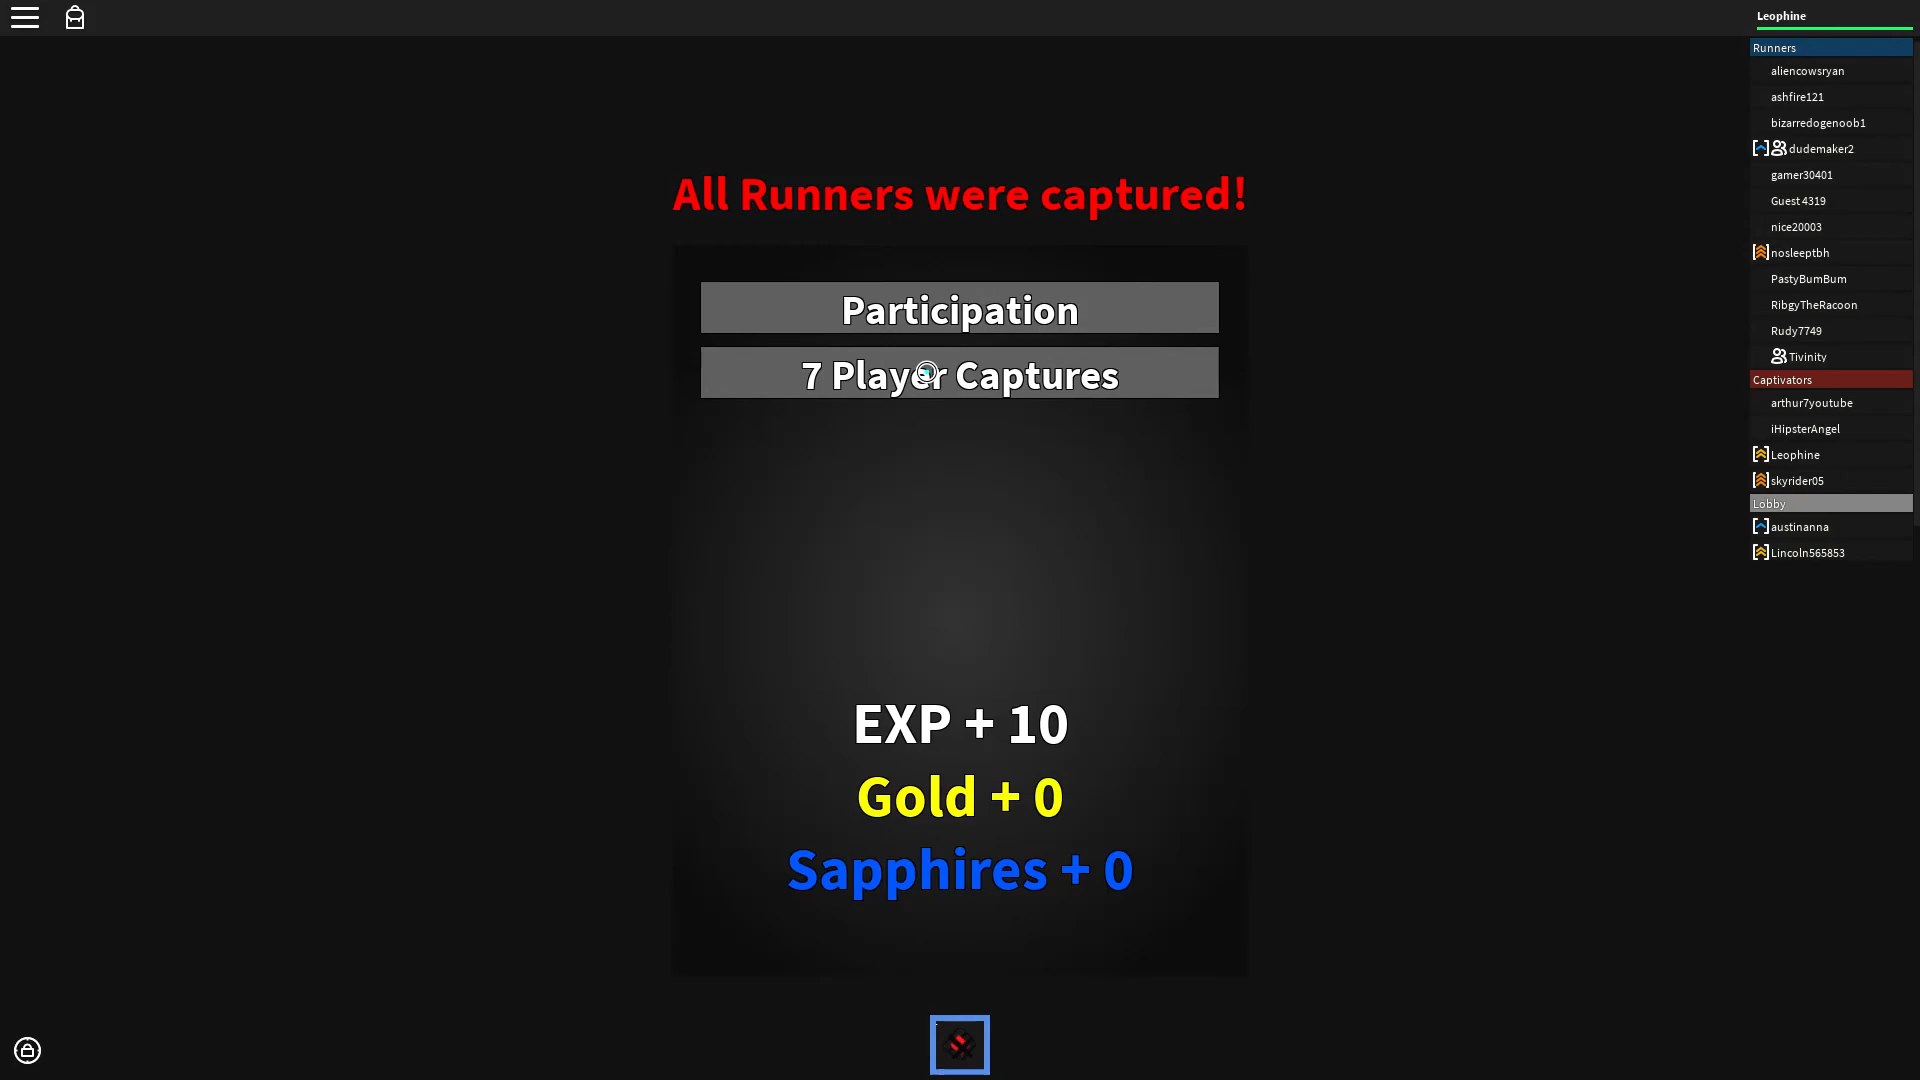 Leophine
Runners
aliencowsryan
ashfire121
bizarredogenoob1
dudemaker2
gamer30401
Guest 4319
nice20003
nosleeptbh
PastyBumBum
RibgyTheRacoon
Rudy7749
Tivinity
Captivators
arthur7youtube
iHipsterAngel
Leophine
skyrider05
Lobby
austinanna
Lincoln565853
All Runners were captured!
Participation
7 Player Captures
EXP + 10
Gold + 0
Sapphires + 0